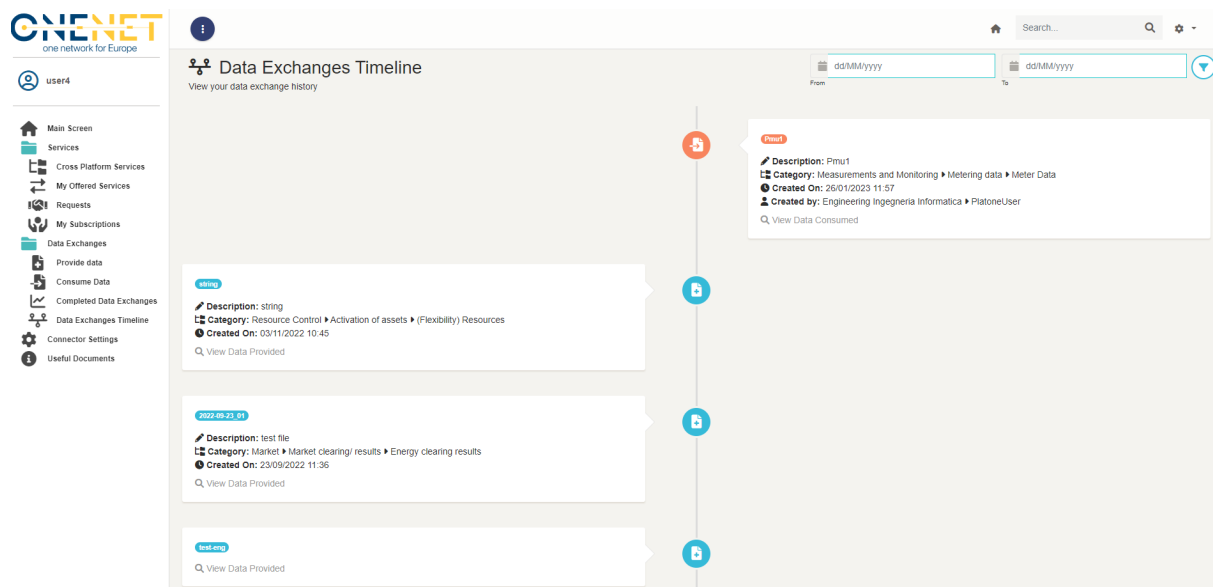 ONENET
one network for Europe
user4
Main Screen
Services
Cross Platform Services
My Offered Services
Requests
My Subscriptions
Data Exchanges
Provide data
Consume Data
Completed Data Exchanges
Data Exchanges Timeline
Connector Settings
Useful Documents
Search...
Data Exchanges Timeline
View your data exchange history
dd/MM/yyyy
From
dd/MM/yyyy
To
Pmu1
Description: Pmu1
Category: Measurements and Monitoring Metering data Meter Data
Created On: 26/01/2023 11:57
Created by: Engineering Ingegneria Informatica PlatoneUser
View Data Consumed
string
Description: string
Category: Resource Control Activation of assets (Flexibility) Resources
Created On: 03/11/2022 10:45
View Data Provided
2022-09-23_01
Description: test file
Category: Market Market clearing/ results Energy clearing results
Created On: 23/09/2022 11:36
View Data Provided
test-eng
View Data Provided